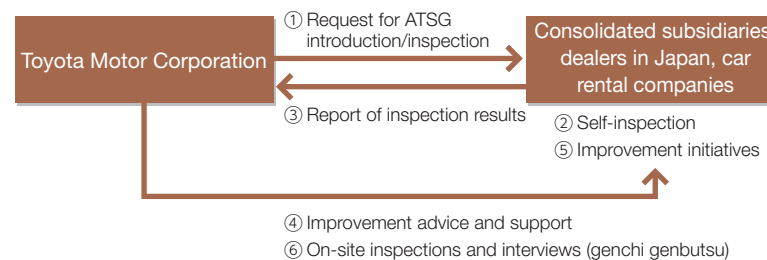 ① Request for ATSG
introduction/inspection
Toyota Motor Corporation
Consolidated subsidiaries
dealers in Japan, car
rental companies
③ Report of inspection results
② Self-inspection
⑤ Improvement initiatives
④ Improvement advice and support
⑥ On-site inspections and interviews (genchi genbutsu)